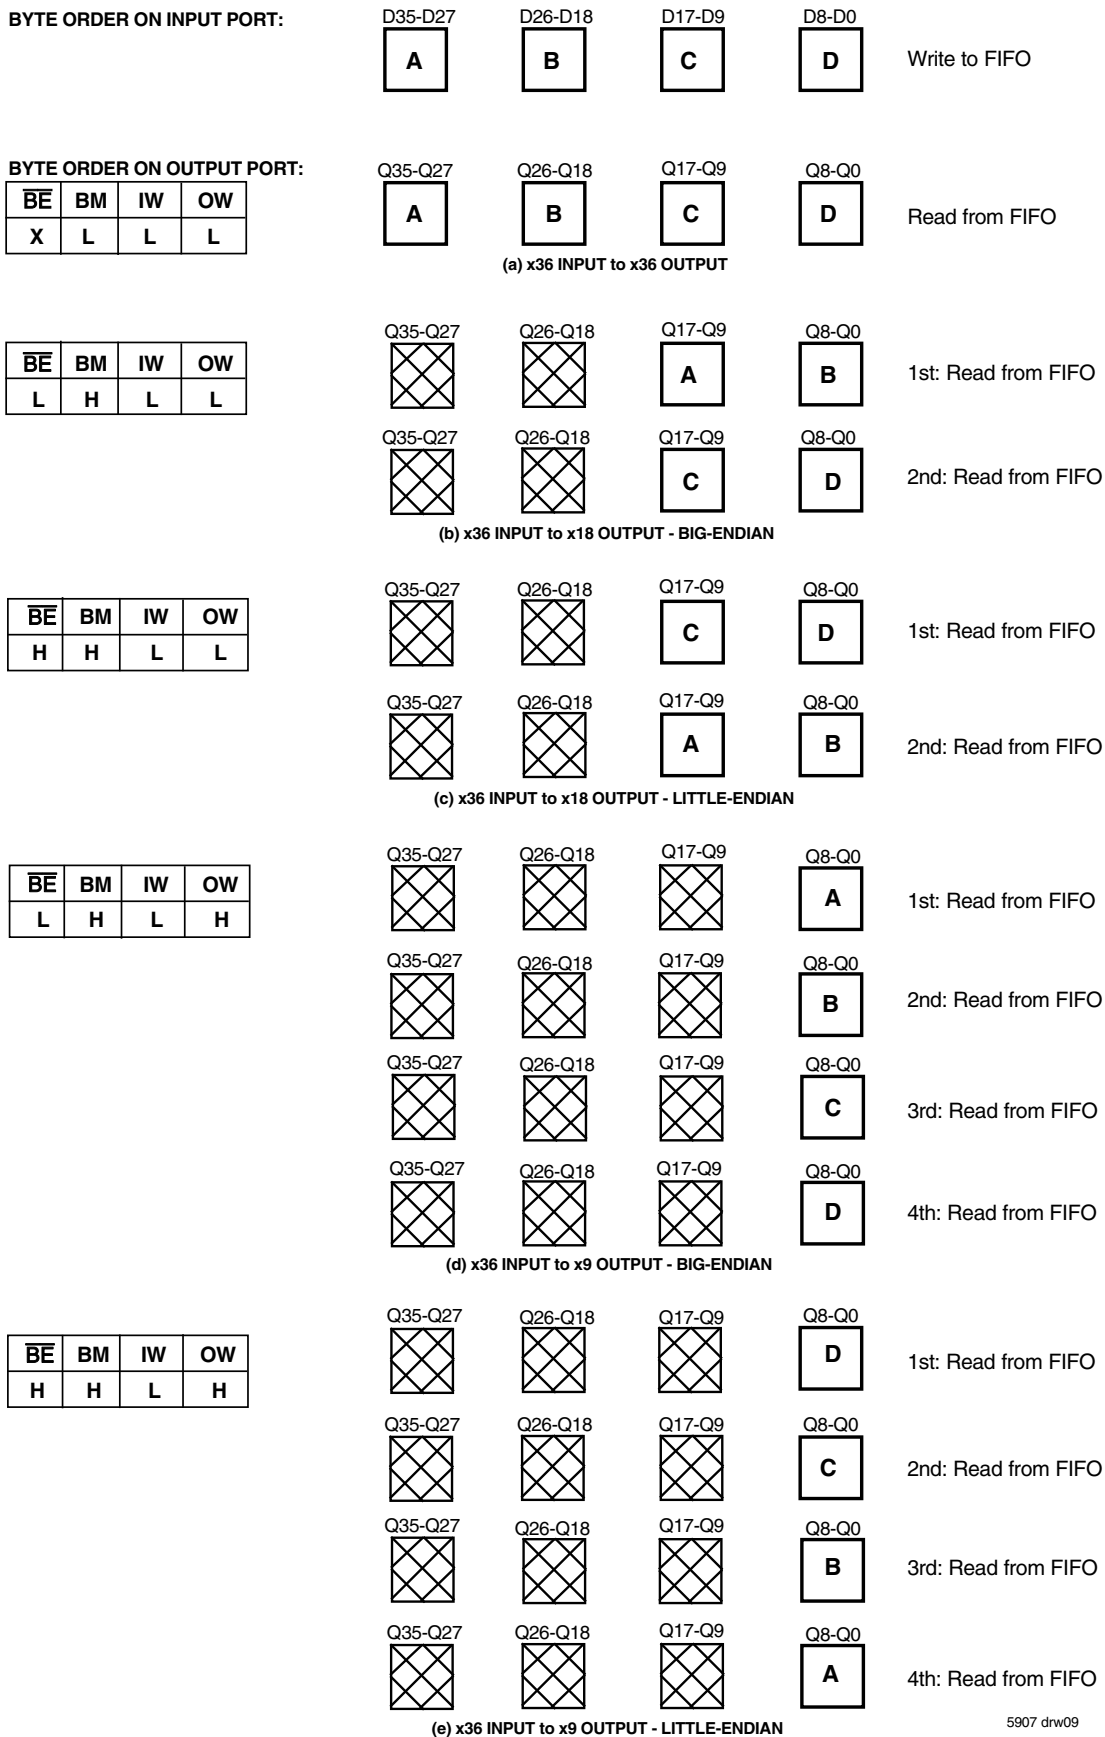 BYTE ORDER ON INPUT PORT: D35-D27 D26-D18 D17-D9 D8-D0
A B C D Write to FIFO
BYTE ORDER ON OUTPUT PORT: Q35-Q27 Q26-Q18 Q17-Q9 Q8-Q0
BE BM IW OW
X L L L
A B C D Read from FIFO
(a) x36 INPUT to x36 OUTPUT
Q35-Q27 Q26-Q18 Q17-Q9 Q8-Q0
BE BM IW OW
L H L L
A B 1st: Read from FIFO
Q35-Q27 Q26-Q18 Q17-Q9 Q8-Q0
C D 2nd: Read from FIFO
(b) x36 INPUT to x18 OUTPUT - BIG-ENDIAN
Q35-Q27 Q26-Q18 Q17-Q9 Q8-Q0
BE BM IW OW
H H L L
C D 1st: Read from FIFO
Q35-Q27 Q26-Q18 Q17-Q9 Q8-Q0
A B 2nd: Read from FIFO
(c) x36 INPUT to x18 OUTPUT - LITTLE-ENDIAN
Q35-Q27 Q26-Q18 Q17-Q9 Q8-Q0
BE BM IW OW
L H L H
A 1st: Read from FIFO
Q35-Q27 Q26-Q18 Q17-Q9 Q8-Q0
B 2nd: Read from FIFO
Q35-Q27 Q26-Q18 Q17-Q9 Q8-Q0
C 3rd: Read from FIFO
Q35-Q27 Q26-Q18 Q17-Q9 Q8-Q0
D 4th: Read from FIFO
(d) x36 INPUT to x9 OUTPUT - BIG-ENDIAN
Q35-Q27 Q26-Q18 Q17-Q9 Q8-Q0
BE BM IW OW
H H L H
D 1st: Read from FIFO
Q35-Q27 Q26-Q18 Q17-Q9 Q8-Q0
C 2nd: Read from FIFO
Q35-Q27 Q26-Q18 Q17-Q9 Q8-Q0
B 3rd: Read from FIFO
Q35-Q27 Q26-Q18 Q17-Q9 Q8-Q0
A 4th: Read from FIFO
(e) x36 INPUT to x9 OUTPUT - LITTLE-ENDIAN
5907 drw09